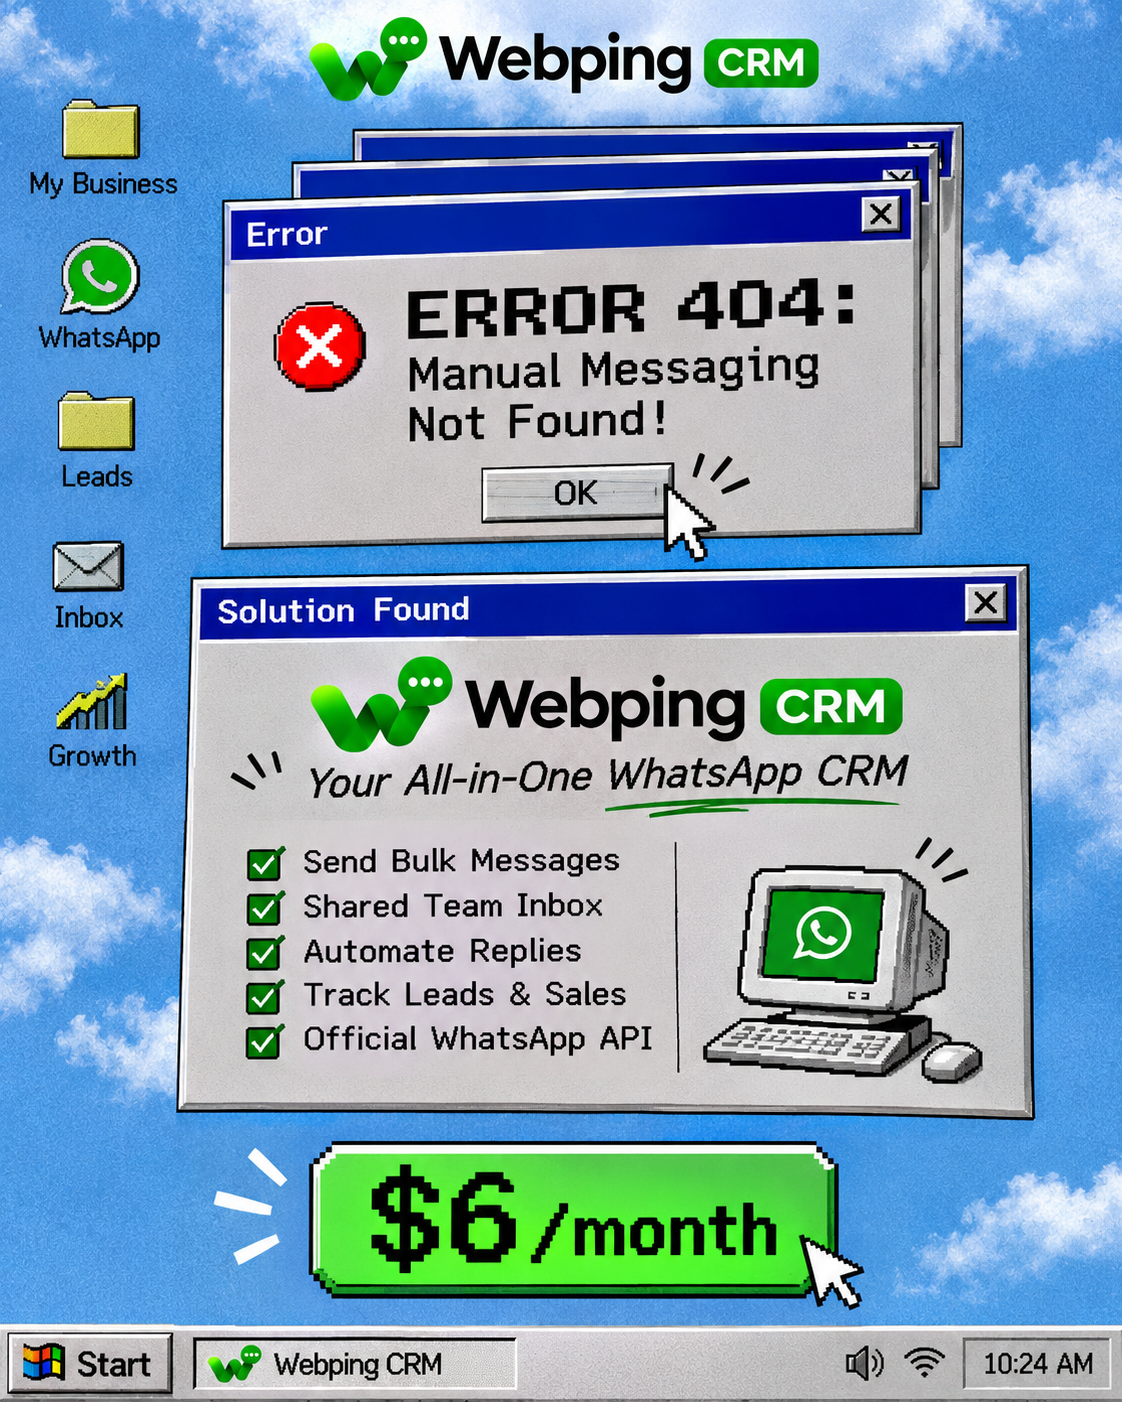 Webping CRM
My Business
WhatsApp
Leads
Inbox
Growth
Error
ERROR 404:
Manual Messaging
Not Found!
OK
Solution Found
Webping CRM
Your All-in-One WhatsApp CRM
Send Bulk Messages
Shared Team Inbox
Automate Replies
Track Leads & Sales
Official WhatsApp API
$6/month
Start
Webping CRM
10:24 AM